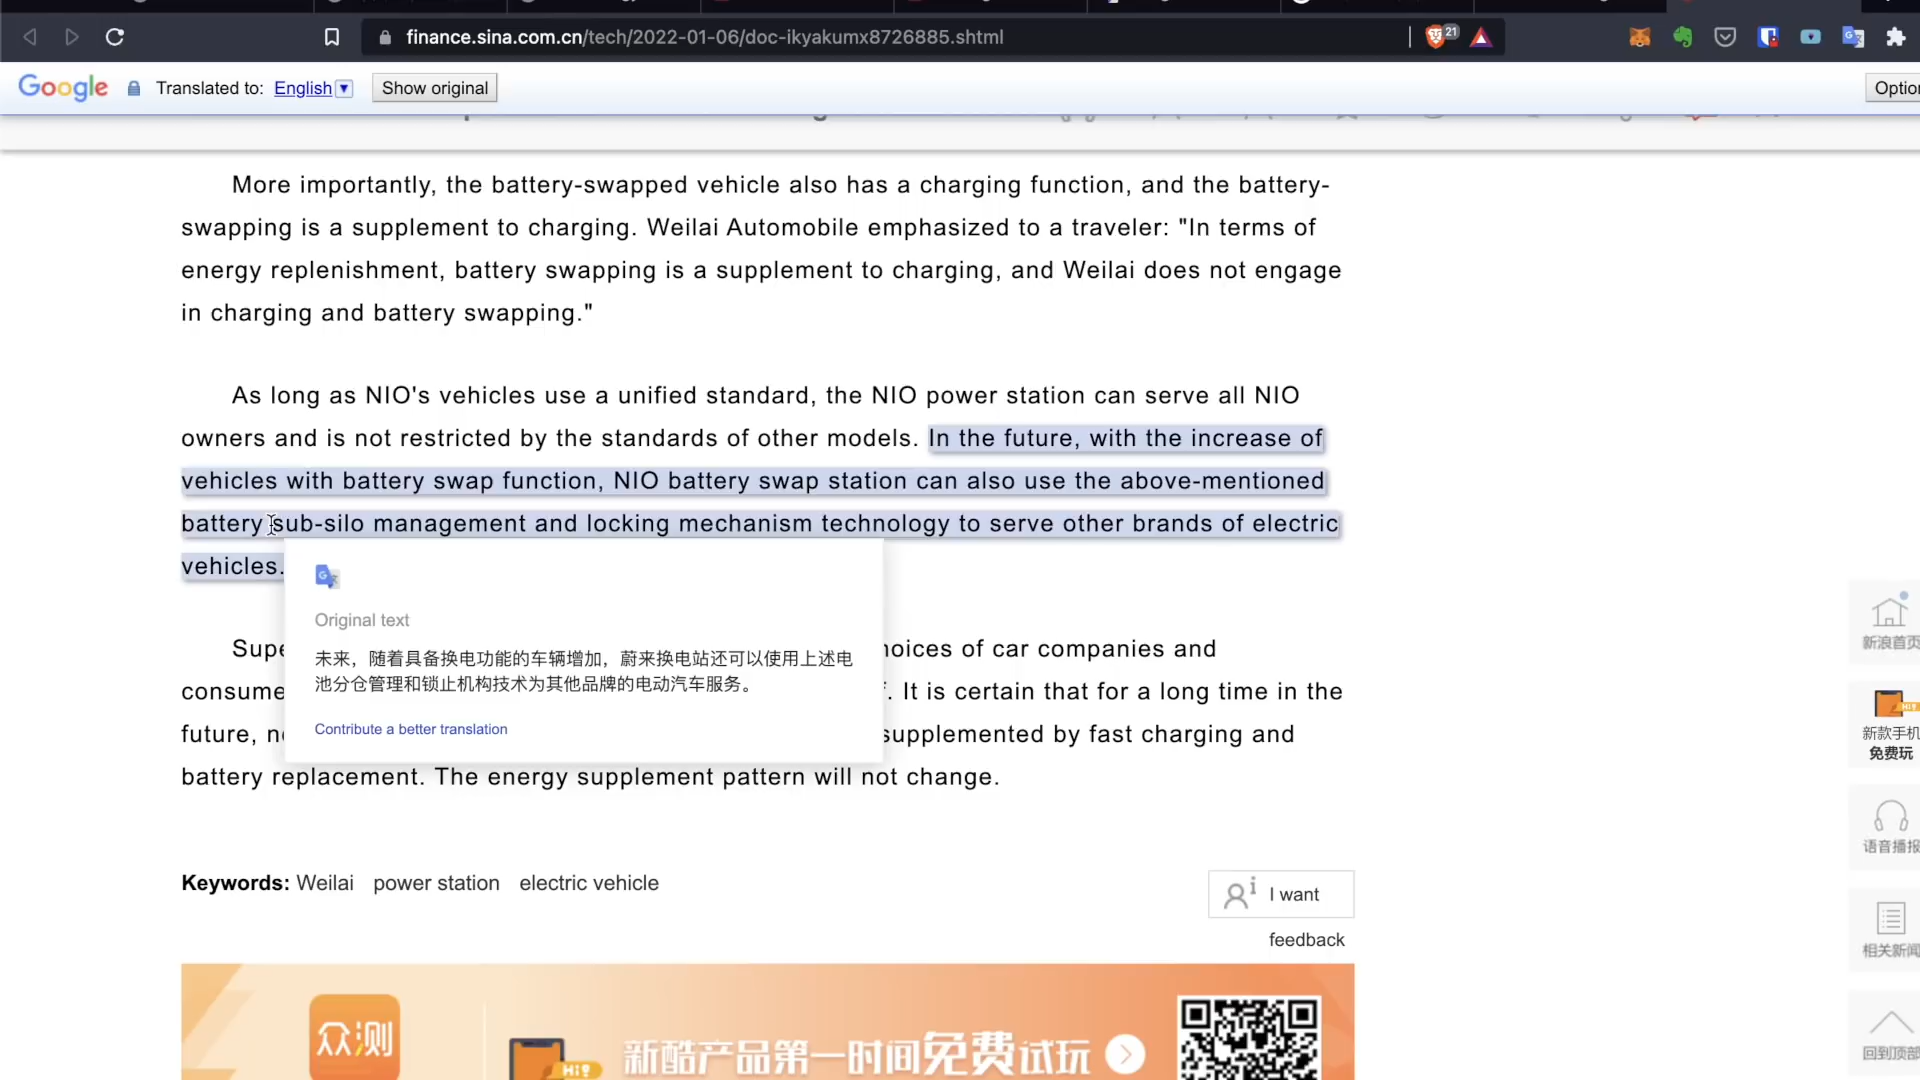 finance.sina.com.cn/tech/2022-01-06/doc-ikyakumx8726885.shtml
21
Google Translated to: English Show original
More importantly, the battery-swapped vehicle also has a charging function, and the battery-
swapping is a supplement to charging. Weilai Automobile emphasized to a traveler: "In terms of
energy replenishment, battery swapping is a supplement to charging, and Weilai does not engage
in charging and battery swapping."
As long as NIO's vehicles use a unified standard, the NIO power station can serve all NIO
owners and is not restricted by the standards of other models. In the future, with the increase of
vehicles with battery swap function, NIO battery swap station can also use the above-mentioned
battery sub-silo management and locking mechanism technology to serve other brands of electric
vehicles.
Original text
未来，随着具备换电功能的车辆增加，蔚来换电站还可以使用上述电
池分仓管理和锁止机构技术为其他品牌的电动汽车服务。
Contribute a better translation
of car companies and
It is certain that for a long time in the
future, supplemented by fast charging and
battery replacement. The energy supplement pattern will not change.
Keywords: Weilai power station electric vehicle
I want
feedback
众测
HI!
新酷产品第一时间免费试玩
新浪首页
HI!
新款手机
免费玩
语音播报
相关新闻
回到顶部